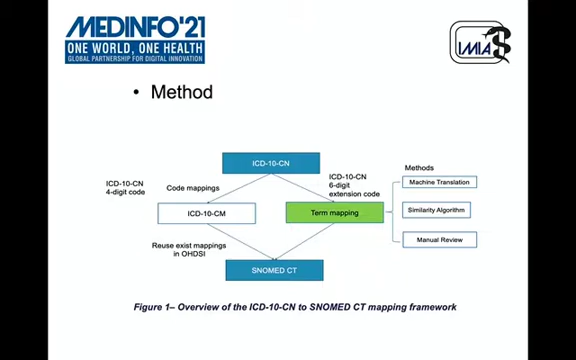 MEDINFO'21
ONE WORLD, ONE HEALTH
GLOBAL PARTNERSHIP FOR DIGITAL INNOVATION
IMIA
• Method
ICD-10-CN
ICD-10-CN
4-digit code
Code mappings
ICD-10-CN
6-digit
extension code
Methods
Machine Translation
Similarity Algorithm
Manual Review
ICD-10-CM
Term mapping
Reuse exist mappings
in OHDSI
SNOMED CT
Figure 1– Overview of the ICD-10-CN to SNOMED CT mapping framework